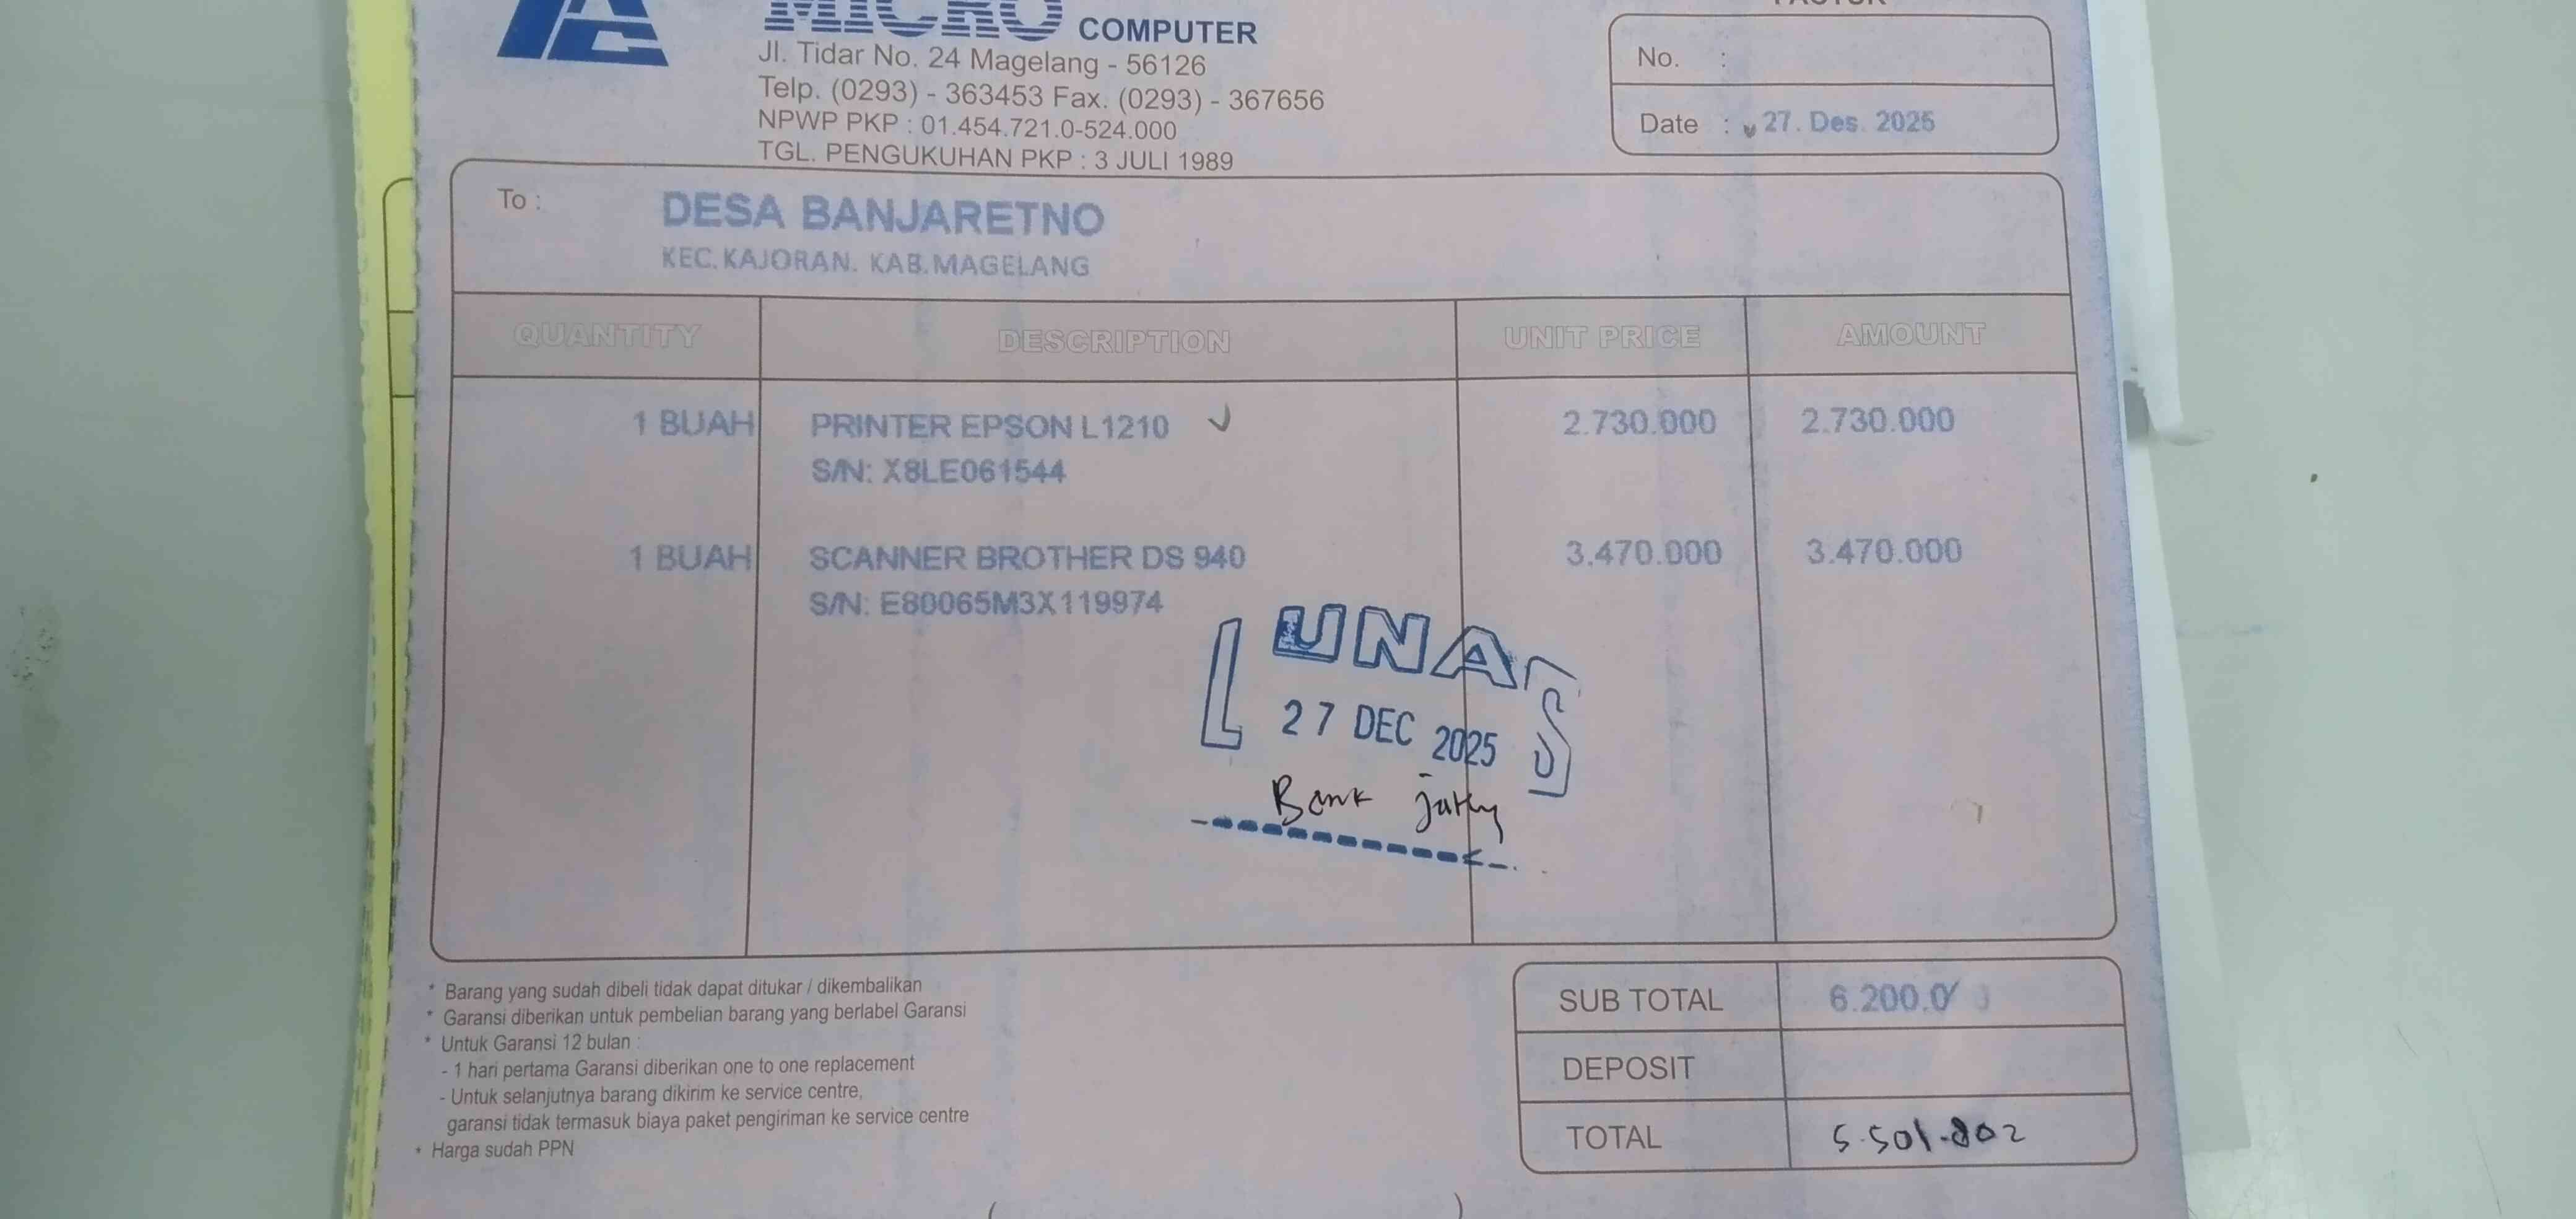 MICRO COMPUTER
Jl. Tidar No. 24 Magelang - 56126
Telp. (0293) - 363453 Fax. (0293) - 367656
NPWP PKP : 01.454.721.0-524.000
TGL. PENGUKUHAN PKP : 3 JULI 1989
No. :
Date : 27. Des. 2025
To : DESA BANJARETNO
KEC. KAJORAN. KAB. MAGELANG
QUANTITY DESCRIPTION UNIT PRICE AMOUNT
1 BUAH PRINTER EPSON L1210 2.730.000 2.730.000
S/N: X8LE061544
1 BUAH SCANNER BROTHER DS 940 3.470.000 3.470.000
S/N: E80065M3X119974
LUNAS
27 DEC 2025
Bank
* Barang yang sudah dibeli tidak dapat ditukar / dikembalikan
* Garansi diberikan untuk pembelian barang yang berlabel Garansi
* Untuk Garansi 12 bulan :
- 1 hari pertama Garansi diberikan one to one replacement
- Untuk selanjutnya barang dikirim ke service centre,
garansi tidak termasuk biaya paket pengiriman ke service centre
* Harga sudah PPN
SUB TOTAL
DEPOSIT
TOTAL 5.501.802